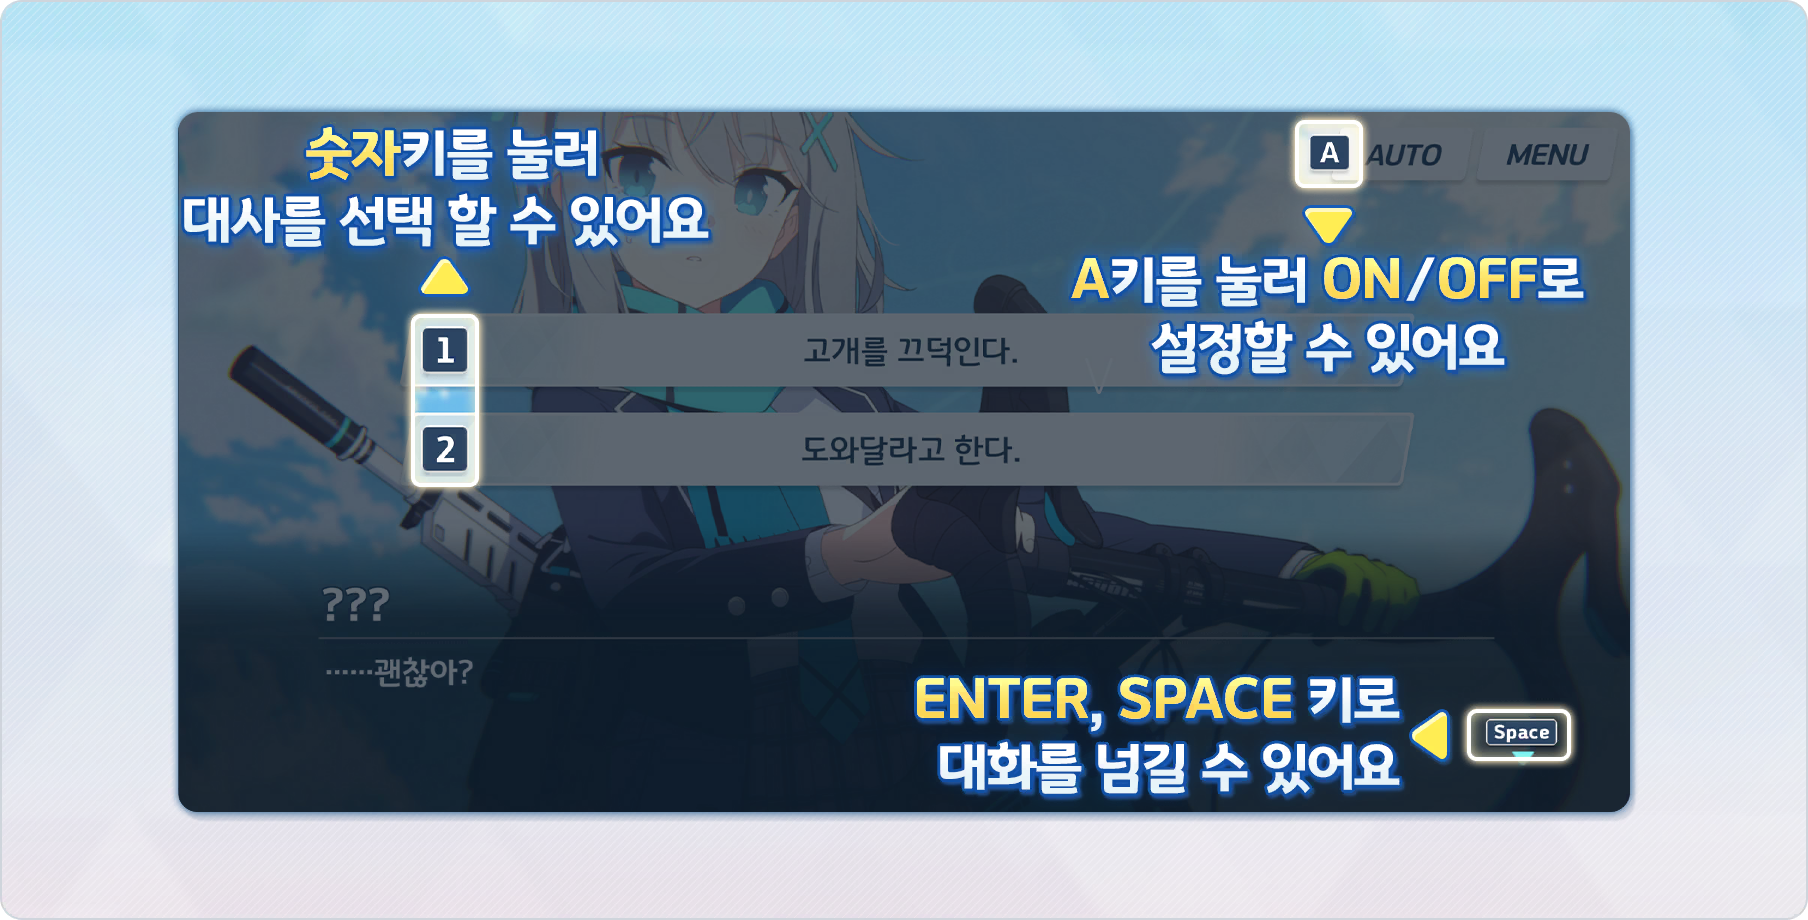 숫자키를 눌러
대사를 선택 할 수 있어요
A AUTO MENU
A키를 눌러 ON/OFF로
설정할 수 있어요
1 고개를 끄덕인다.
2 도와달라고 한다.
???
······괜찮아?
ENTER, SPACE 키로
대화를 넘길 수 있어요
Space